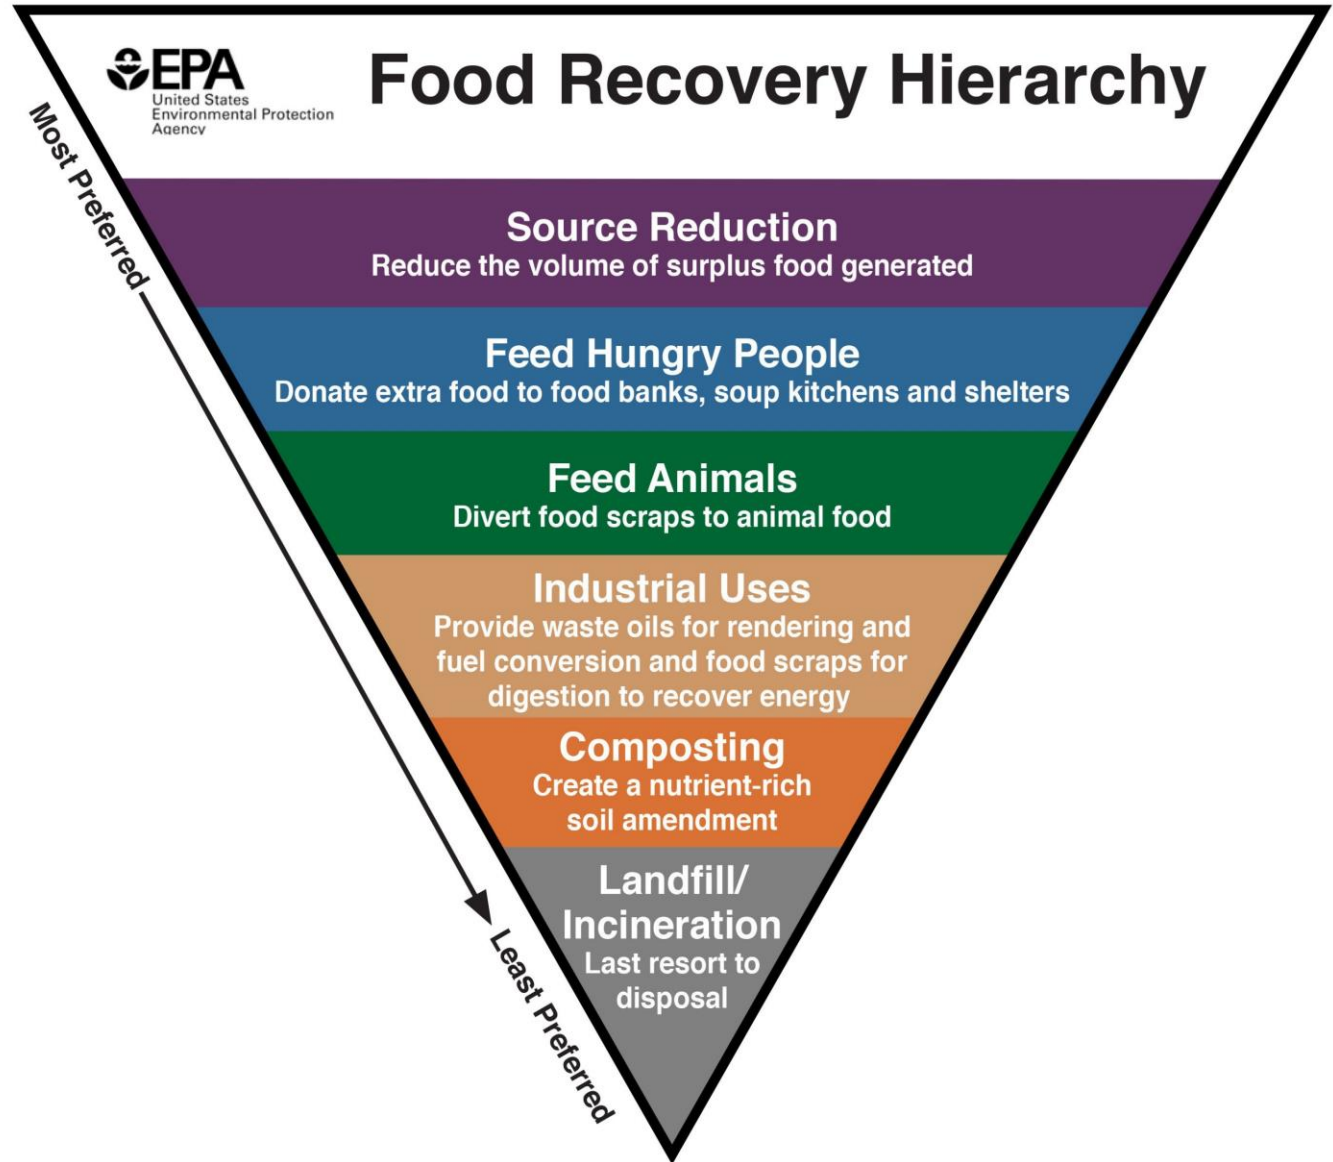 EPA
United States
Environmental Protection
Agency
Food Recovery Hierarchy
Most Preferred
Source Reduction
Reduce the volume of surplus food generated
Feed Hungry People
Donate extra food to food banks, soup kitchens and shelters
Feed Animals
Divert food scraps to animal food
Industrial Uses
Provide waste oils for rendering and
fuel conversion and food scraps for
digestion to recover energy
Composting
Create a nutrient-rich
soil amendment
Landfill/
Incineration
Last resort to
disposal
Least Preferred